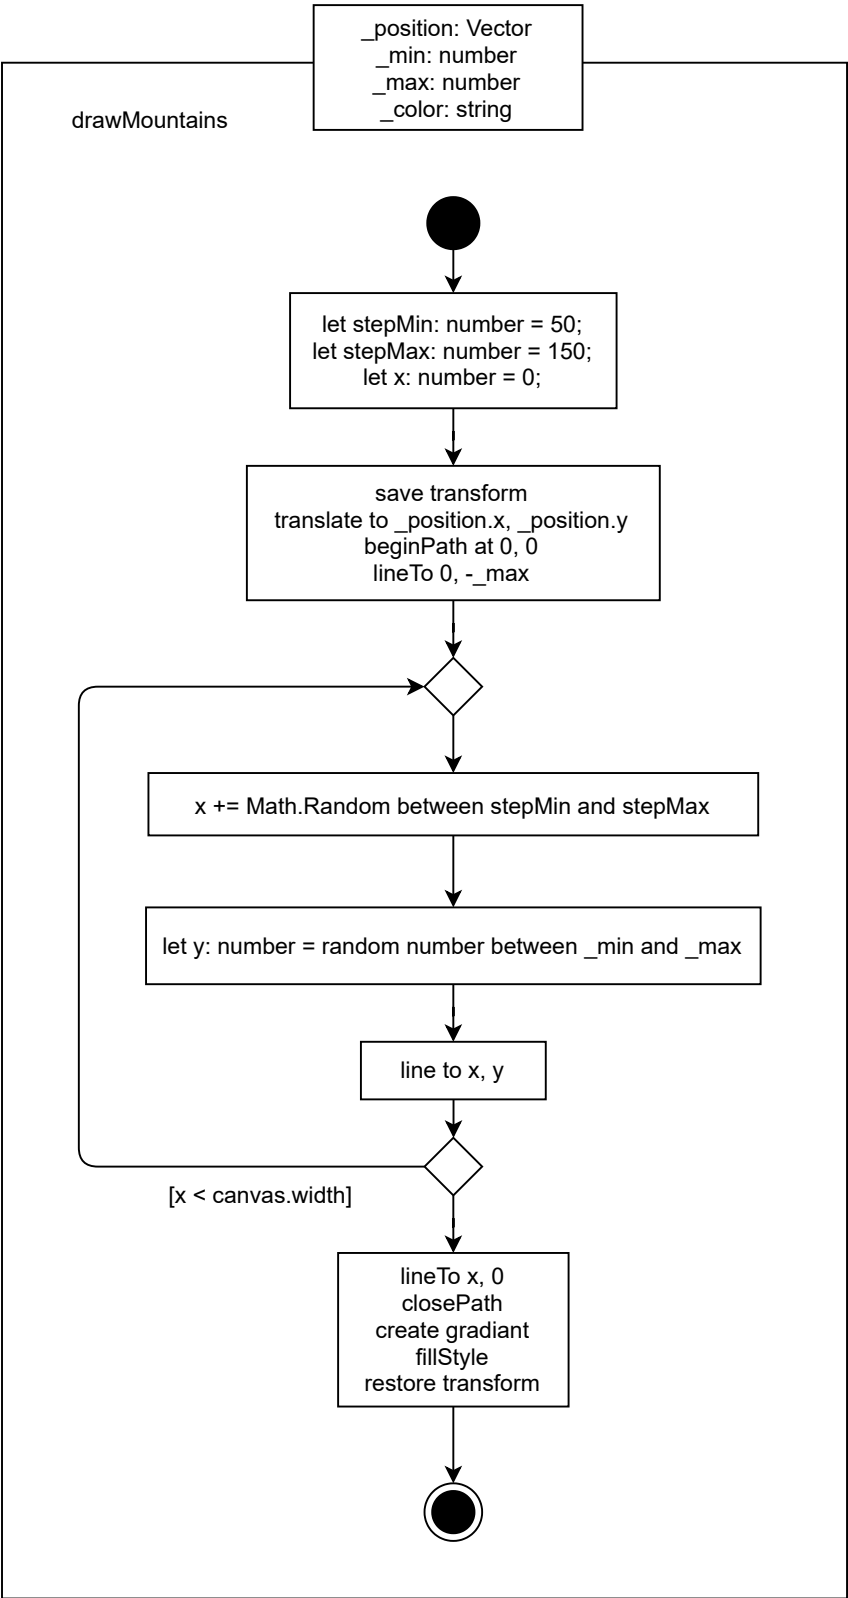 _position: Vector
_min: number
_max: number
_color: string
drawMountains
let stepMin: number = 50;
let stepMax: number = 150;
let x: number = 0;
save transform
translate to _position.x, _position.y
beginPath at 0, 0
lineTo 0, -_max
x += Math.Random between stepMin and stepMax
let y: number = random number between _min and _max
line to x, y
[x < canvas.width]
lineTo x, 0
closePath
create gradiant
fillStyle
restore transform